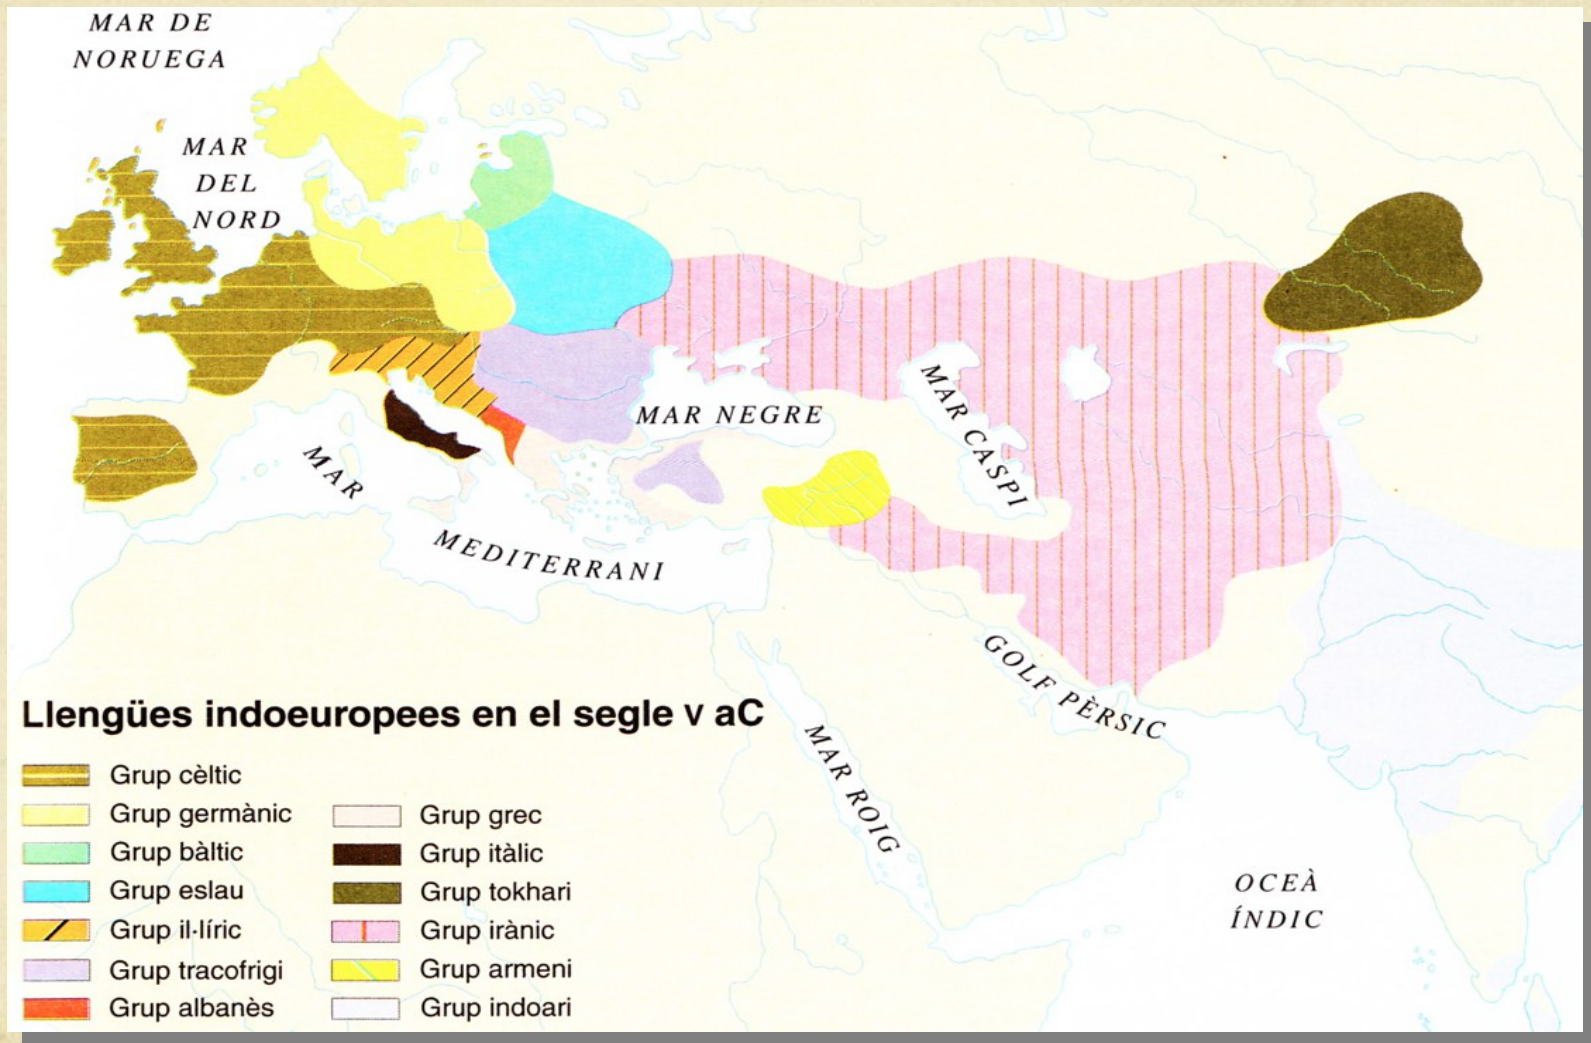 MAR DE
NORUEGA
MAR
DEL
NORD
MAR NEGRE
MAR CASPI
MAR
MEDITERRANI
GOLF PÈRSIC
MAR ROIG
OCEÀ
ÍNDIC
Llengües indoeuropees en el segle V aC
Grup cèltic
Grup germànic
Grup bàltic
Grup eslau
Grup il·líric
Grup tracofrigi
Grup albanès
Grup grec
Grup itàlic
Grup tokhari
Grup irànic
Grup armeni
Grup indoari